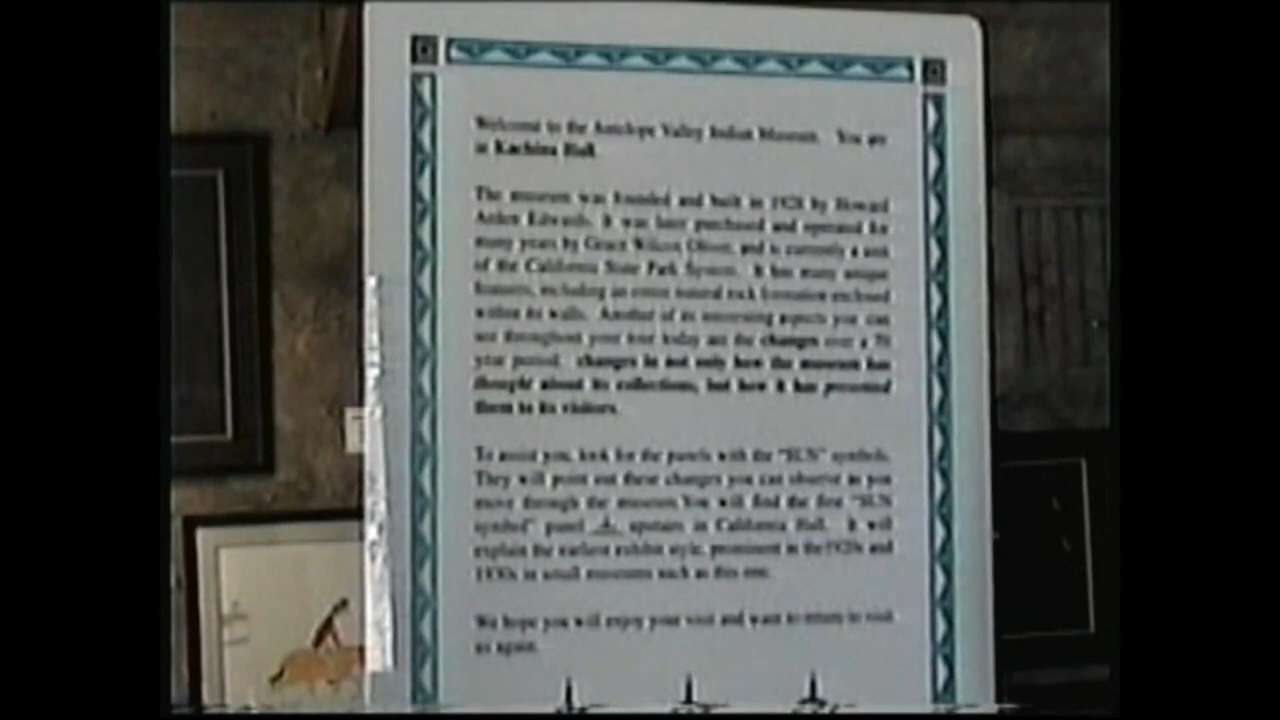 Welcome to the Antelope Valley Indian Museum. You are
in Kachina Hall.
The museum was founded and built in 1928 by Howard
Arden Edwards. It was later purchased and operated for
many years by Grace Wilcox Oliver, and is currently a unit
of the California State Park System. It has many unique
features, including an entire natural rock formation enclosed
within its walls. Another of its interesting aspects you can
see throughout your tour today are the changes over a 70
year period: changes in not only how the museum has
thought about its collections, but how it has presented
them to its visitors.
To assist you, look for the panels with the "SUN" symbols.
They will point out these changes you can observe as you
move through the museum.You will find the first "SUN
symbol" panel upstairs in California Hall. It will
explain the earliest exhibit style, prominent in the1920s and
1930s in small museums such as this one.
We hope you will enjoy your visit and want to return to visit
us again.